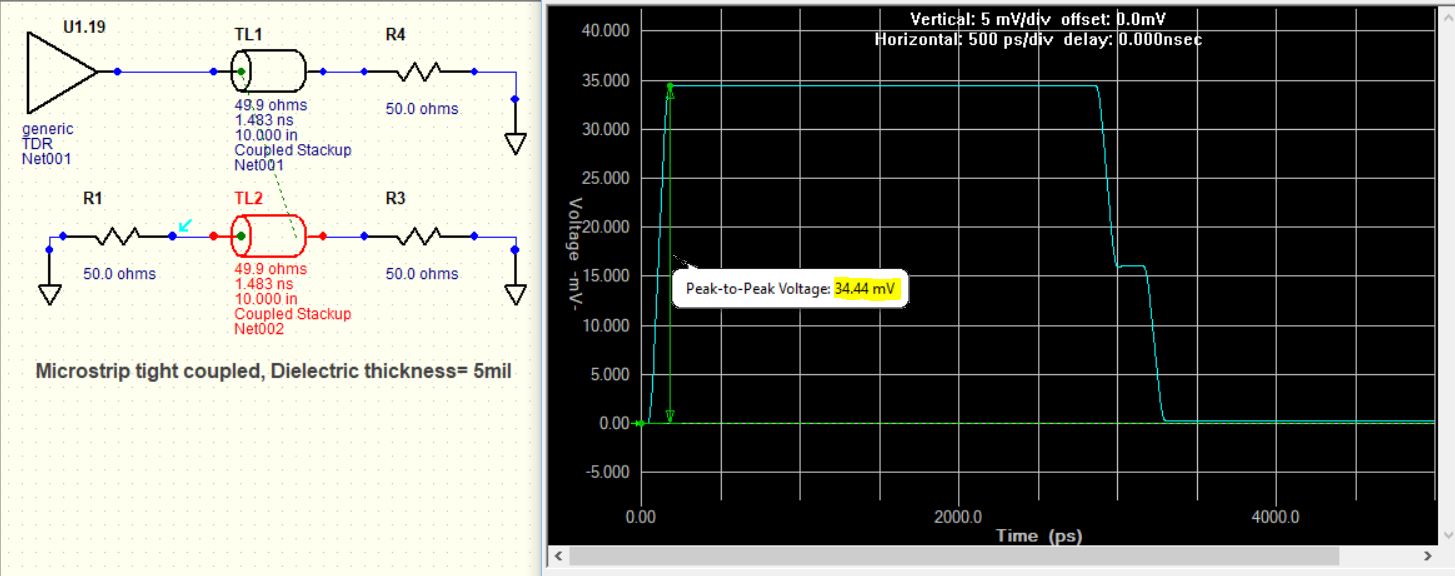 U1.19
TL1
R4
49.9 ohms
1.483 ns
10.000 in
Coupled Stackup
Net001
50.0 ohms
generic
TDR
Net001
R1
TL2
R3
50.0 ohms
49.9 ohms
1.483 ns
10.000 in
Coupled Stackup
Net002
50.0 ohms
Microstrip tight coupled, Dielectric thickness= 5mil
Vertical: 5 mV/div offset: 0.0mV
Horizontal: 500 ps/div delay: 0.000nsec
40.000
35.000
30.000
25.000
20.000
15.000
10.000
5.000
0.00
-5.000
Voltage -mV-
Peak-to-Peak Voltage: 34.44 mV
0.00
2000.0
4000.0
Time (ps)